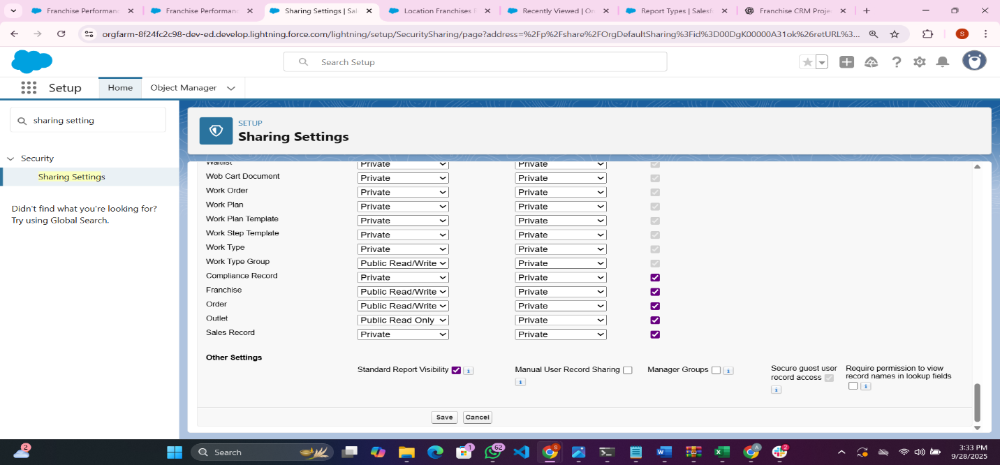 Franchise Performanc
Franchise Performanc
Sharing Settings | Sal
Location Franchises F
Recently Viewed | Or
Report Types | Salesf
Franchise CRM Proje
orgfarm-8f24fc2c98-dev-ed.develop.lightning.force.com/lightning/setup/SecuritySharing/page?address=%2Fp%2Fshare%2FOrgDefaultSharing%3Fid%3D00DgK00000A31ok%26retURL%3...
S
Search Setup
Setup
Home
Object Manager
sharing setting
Security
Sharing Settings
Didn't find what you're looking for?
Try using Global Search.
SETUP
Sharing Settings
Waitlist Private Private
Web Cart Document Private Private
Work Order Private Private
Work Plan Private Private
Work Plan Template Private Private
Work Step Template Private Private
Work Type Private Private
Work Type Group Public Read/Write Private
Compliance Record Private Private
Franchise Public Read/Write Private
Order Public Read/Write Private
Outlet Public Read Only Private
Sales Record Private Private
Other Settings
Standard Report Visibility
Manual User Record Sharing
Manager Groups
Secure guest user
record access
Require permission to view
record names in lookup fields
Save Cancel
2
Search
1
62
S
A
2
3:33 PM
9/28/2025